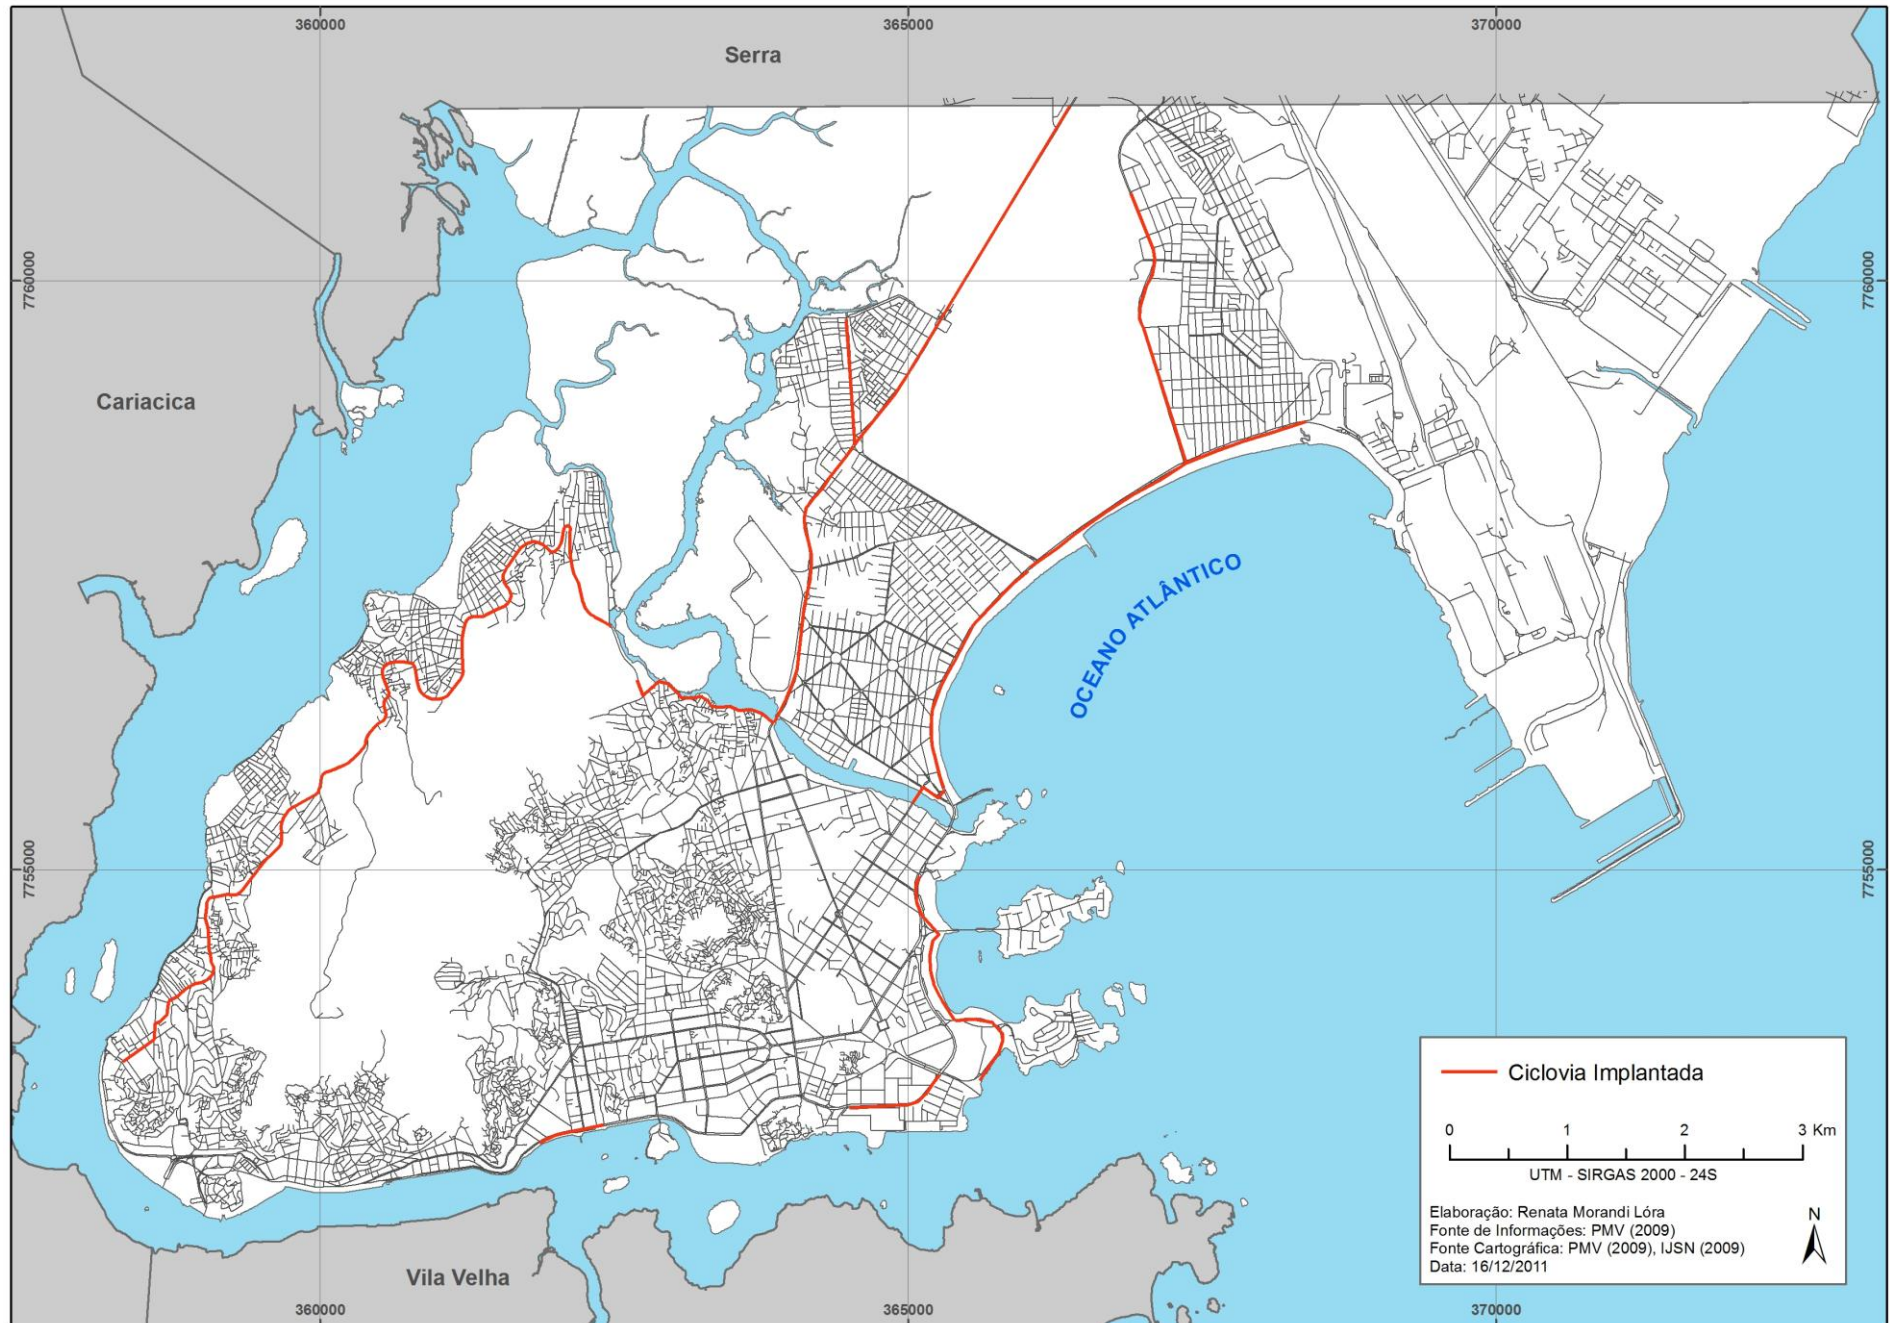 360000
365000
370000
Serra
7760000
7760000
Cariacica
OCEANO ATLÂNTICO
7755000
7755000
Ciclovia Implantada
0 1 2 3 Km
UTM - SIRGAS 2000 - 24S
Elaboração: Renata Morandi Lóra
Fonte de Informações: PMV (2009)
Fonte Cartográfica: PMV (2009), IJSN (2009)
Data: 16/12/2011
N
Vila Velha
360000
365000
370000